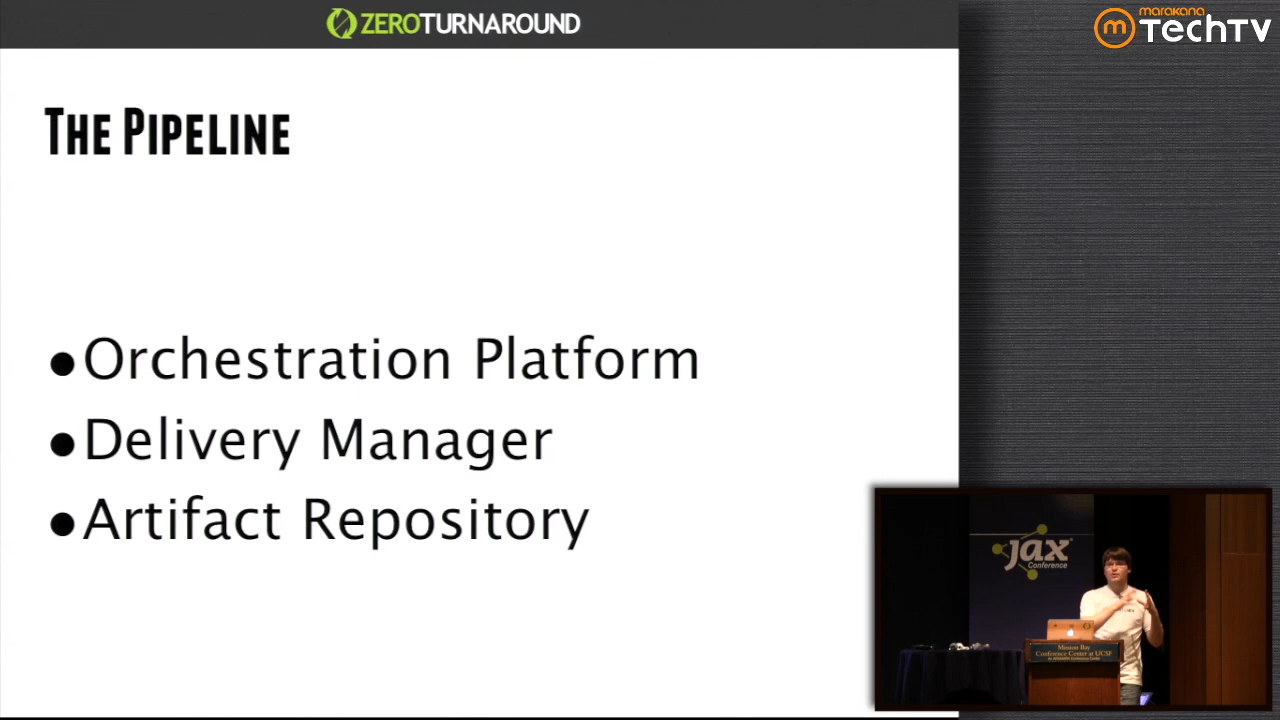 ZEROTURNAROUND
marakana
m TechTV
THE PIPELINE
•Orchestration Platform
•Delivery Manager
•Artifact Repository
jax
Conference
Mission Bay
Conference Center at UCSF